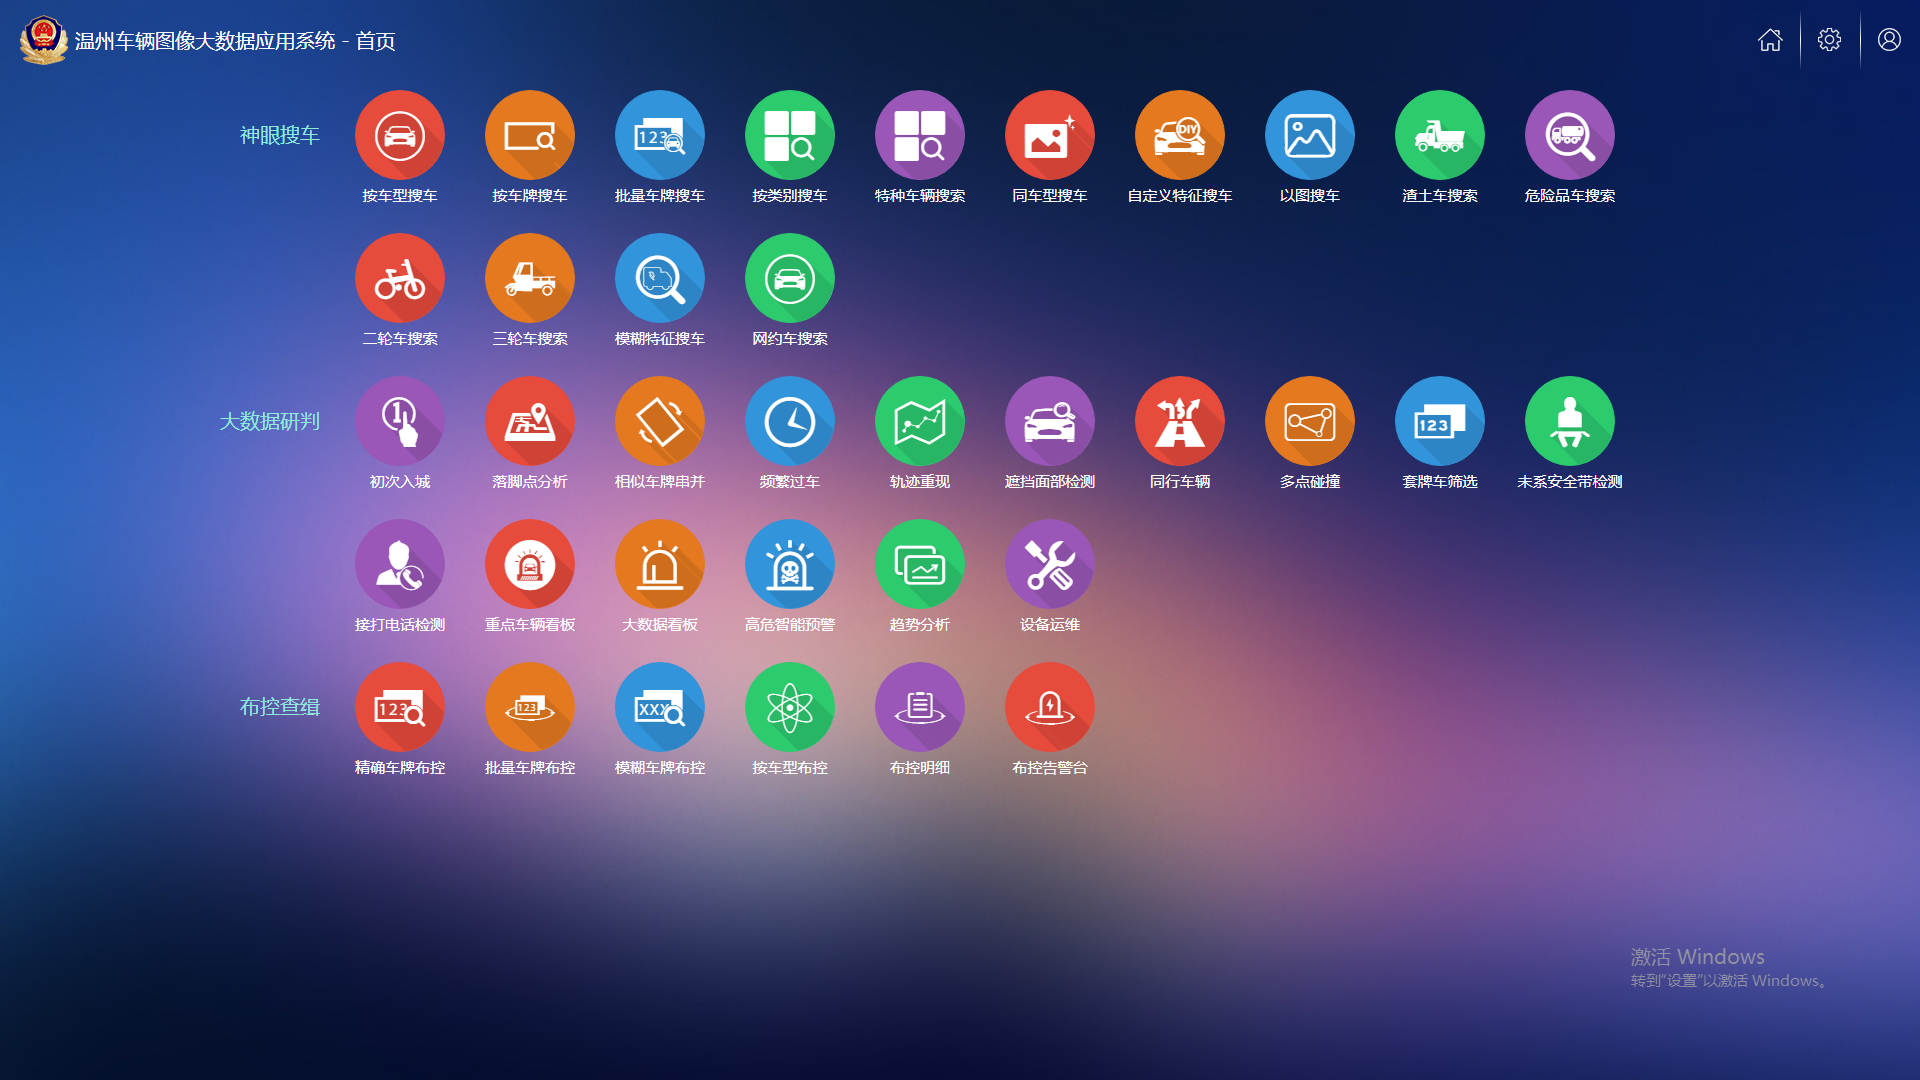 温州车辆图像大数据应用系统 - 首页
神眼搜车
123
DIY
按车型搜车 按车牌搜车 批量车牌搜车 按类别搜车 特种车辆搜索 同车型搜车 自定义特征搜车 以图搜车 渣土车搜索 危险品车搜索
二轮车搜索 三轮车搜索 模糊特征搜车 网约车搜索
大数据研判
1
123
初次入城 落脚点分析 相似车牌串并 频繁过车 轨迹重现 遮挡面部检测 同行车辆 多点碰撞 套牌车筛选 未系安全带检测
接打电话检测 重点车辆看板 大数据看板 高危智能预警 趋势分析 设备运维
布控查缉
123
123
XXX
精确车牌布控 批量车牌布控 模糊车牌布控 按车型布控 布控明细 布控告警台
激活 Windows
转到"设置"以激活 Windows。